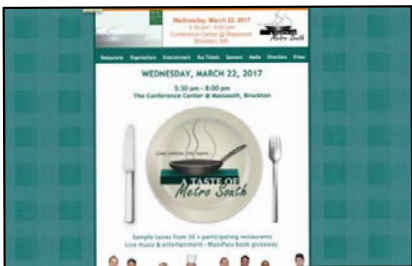 Wednesday, March 22, 2017
5:30 pm - 8:00 pm
Conference Center @ Massasoit,
Brockton, MA
A TASTE OF
Metro South
Restaurants Organizations Entertainment Buy Tickets Sponsors Media Directions Prizes
WEDNESDAY, MARCH 22, 2017
5:30 pm - 8:00 pm
The Conference Center @ Massasoit, Brockton
A TASTE OF
Metro South
Sample tastes from 30 + participating restaurants
Live music & entertainment - MassPass book giveaway